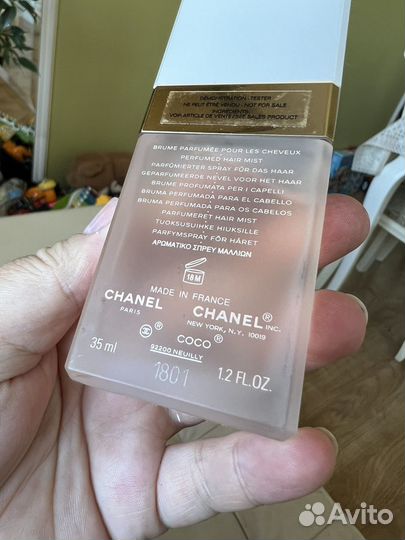 DEMONSTRATION - TESTER
NE PEUT ÊTRE VENDU - NOT FOR SALE
INGREDIENTS:
VOIR ARTICLE DE VENTE / SEE SALES PRODUCT
BRUME PARFUMÉE POUR LES CHEVEUX
PERFUMED HAIR MIST
PARFÜMIERTER SPRAY FÜR DAS HAAR
GEPARFUMEERDE NEVEL VOOR HET HAAR
BRUME PROFUMATA PER I CAPELLI
BRUMA PERFUMADA PARA EL CABELLO
BRUMA PERFUMADA PARA OS CABELOS
PARFUMERET HAIR MIST
TUOKSUSUIHKE HIUKSILLE
PARFYMSPRAY FÖR HÅRET
ΑΡΩΜΑΤΙΚΟ ΣΠΡΕΥ ΜΑΛΛΙΩΝ
18M
MADE IN FRANCE
CHANEL CHANEL® INC.
PARIS NEW YORK, N.Y. 10019
® COCO®
92200 NEUILLY
35 ml 1801 1.2 FL.OZ.
Avito